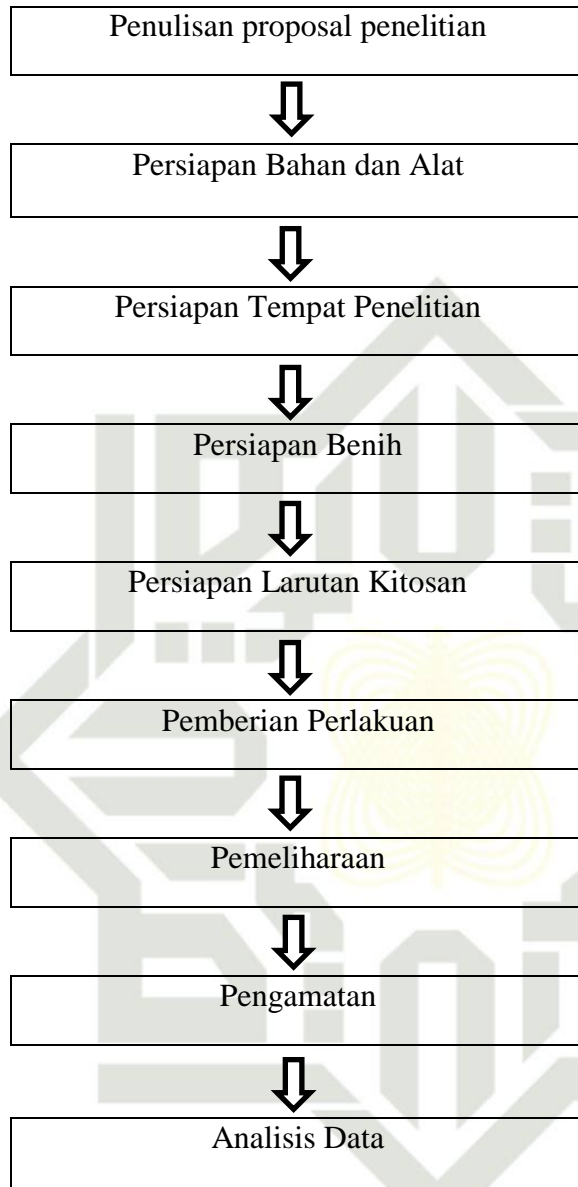 Penulisan proposal penelitian
Persiapan Bahan dan Alat
Persiapan Tempat Penelitian
Persiapan Benih
Persiapan Larutan Kitosan
Pemberian Perlakuan
Pemeliharaan
Pengamatan
Analisis Data